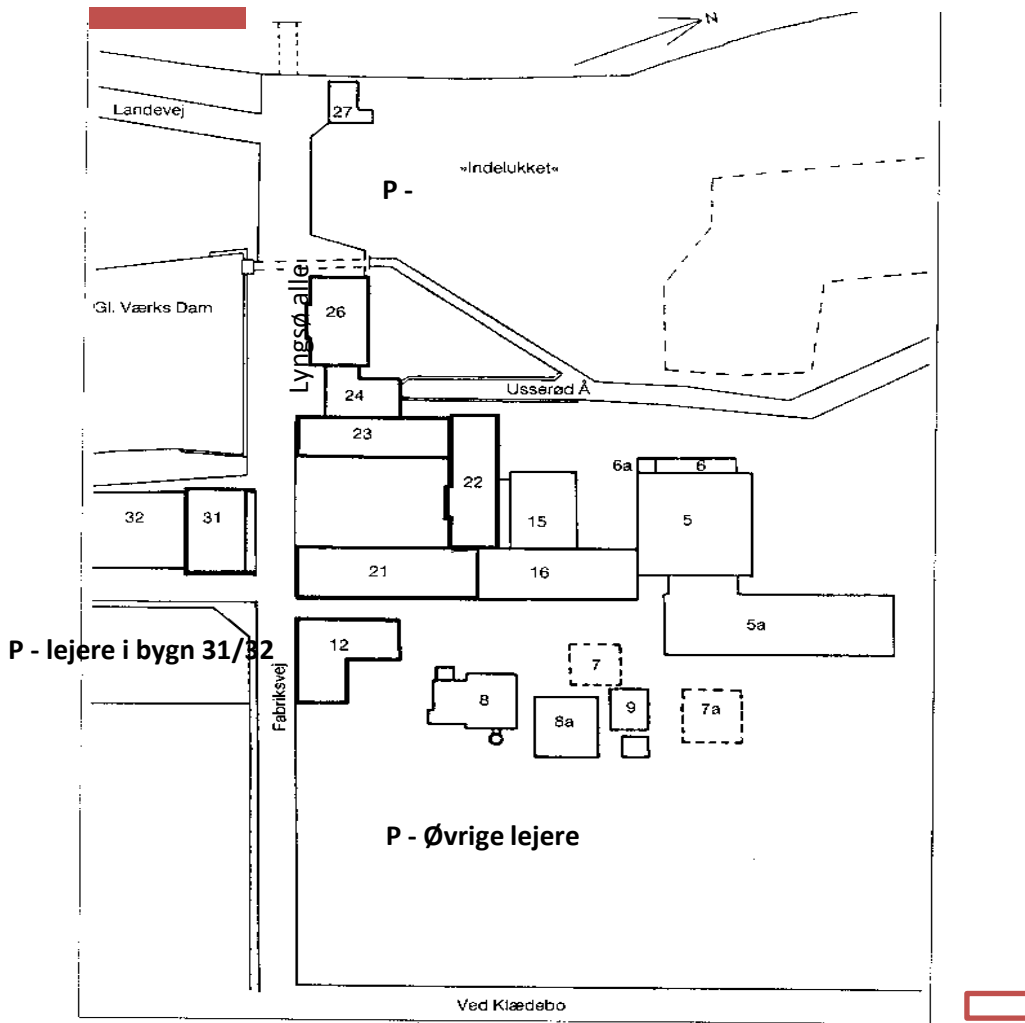 N
Landevej
27
»Indelukket«
P -
Gl. Værks Dam
Lyngsø alle
26
24
Usserød Å
23
22
6a
6
32
31
15
5
21
16
5a
P - lejere i bygn 31/32
12
Fabriksvej
7
8
8a
9
7a
P - Øvrige lejere
Ved Klædebo